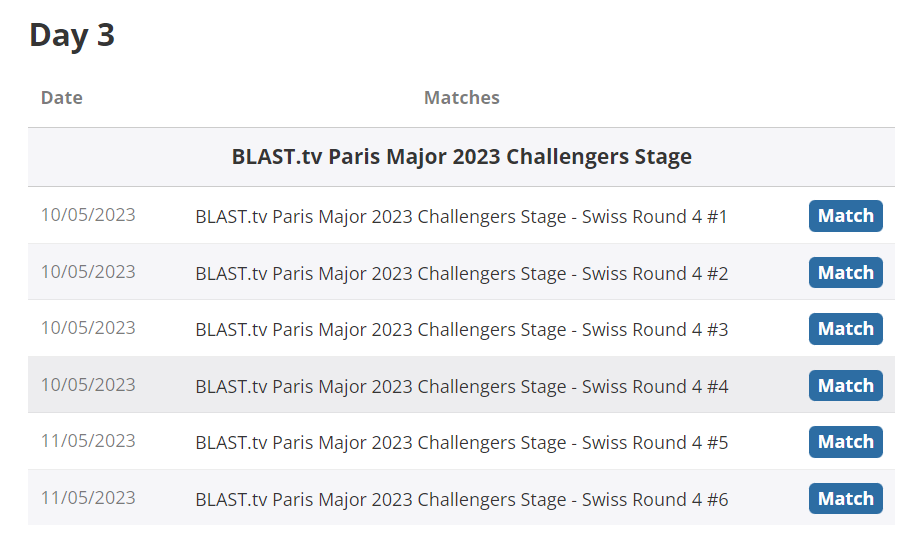 Day 3
Date Matches
BLAST.tv Paris Major 2023 Challengers Stage
10/05/2023 BLAST.tv Paris Major 2023 Challengers Stage - Swiss Round 4 #1 Match
10/05/2023 BLAST.tv Paris Major 2023 Challengers Stage - Swiss Round 4 #2 Match
10/05/2023 BLAST.tv Paris Major 2023 Challengers Stage - Swiss Round 4 #3 Match
10/05/2023 BLAST.tv Paris Major 2023 Challengers Stage - Swiss Round 4 #4 Match
11/05/2023 BLAST.tv Paris Major 2023 Challengers Stage - Swiss Round 4 #5 Match
11/05/2023 BLAST.tv Paris Major 2023 Challengers Stage - Swiss Round 4 #6 Match